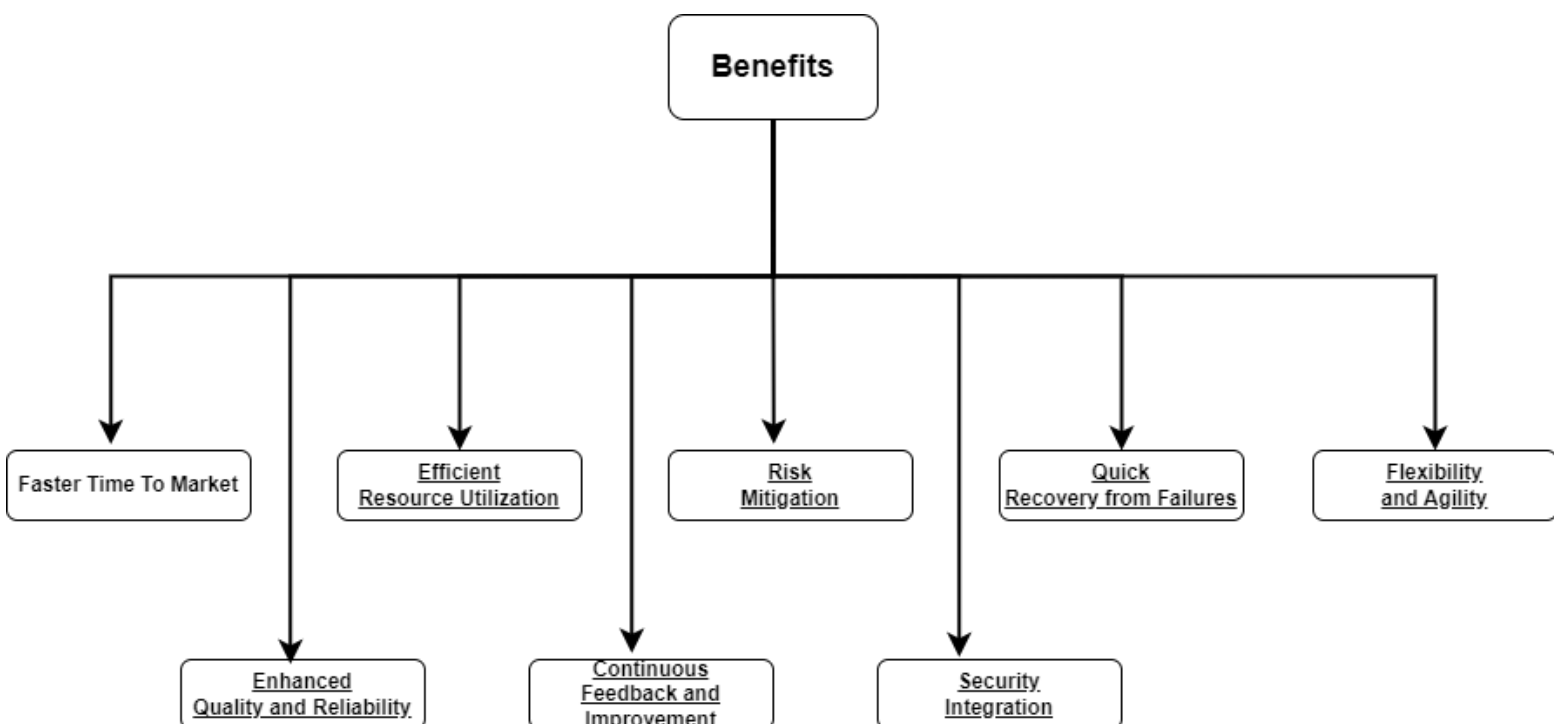 Benefits
Faster Time To Market
Efficient
Resource Utilization
Risk
Mitigation
Quick
Recovery from Failures
Flexibility
and Agility
Enhanced
Quality and Reliability
Continuous
Feedback and
Improvement
Security
Integration